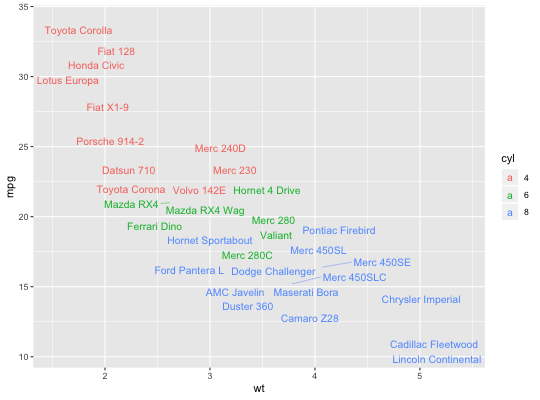 35
Toyota Corolla
Fiat 128
Honda Civic
30
Lotus Europa
Fiat X1-9
Porsche 914-2
25
Merc 240D
Datsun 710
Merc 230
Toyota Corona
Volvo 142E
Hornet 4 Drive
Mazda RX4
Mazda RX4 Wag
20
Merc 280
Ferrari Dino
Pontiac Firebird
Valiant
Hornet Sportabout
Merc 450SL
Merc 280C
Merc 450SE
Ford Pantera L
Dodge Challenger
Merc 450SLC
15
AMC Javelin
Maserati Bora
Chrysler Imperial
Duster 360
Camaro Z28
Cadillac Fleetwood
10
Lincoln Continental
2
3
4
5
wt
mpg
cyl
a 4
a 6
a 8